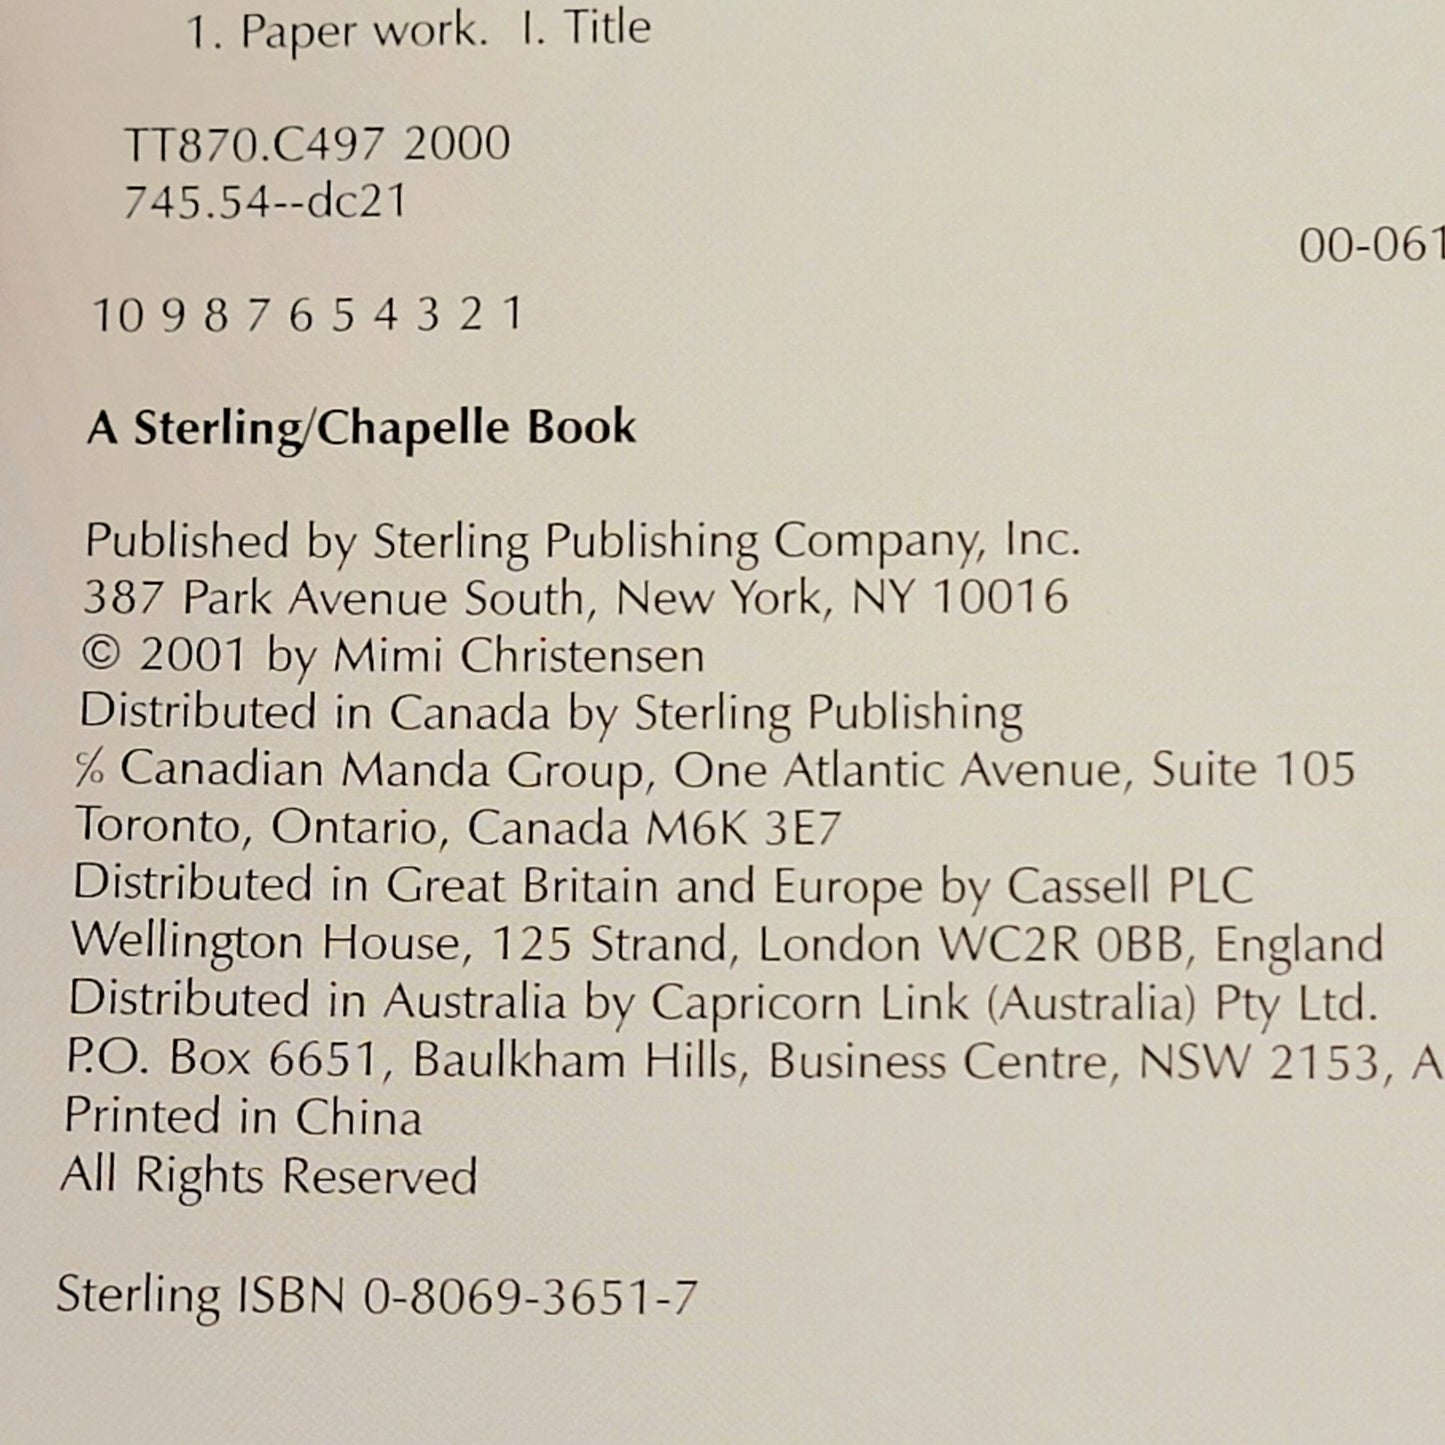 1. Paper work.  I. Title
TT870.C497 2000
745.54--dc21
00-061
10 9 8 7 6 5 4 3 2 1
A Sterling/Chapelle Book
Published by Sterling Publishing Company, Inc.
387 Park Avenue South, New York, NY 10016
© 2001 by Mimi Christensen
Distributed in Canada by Sterling Publishing
℅ Canadian Manda Group, One Atlantic Avenue, Suite 105
Toronto, Ontario, Canada M6K 3E7
Distributed in Great Britain and Europe by Cassell PLC
Wellington House, 125 Strand, London WC2R 0BB, England
Distributed in Australia by Capricorn Link (Australia) Pty Ltd.
P.O. Box 6651, Baulkham Hills, Business Centre, NSW 2153, A
Printed in China
All Rights Reserved
Sterling ISBN 0-8069-3651-7